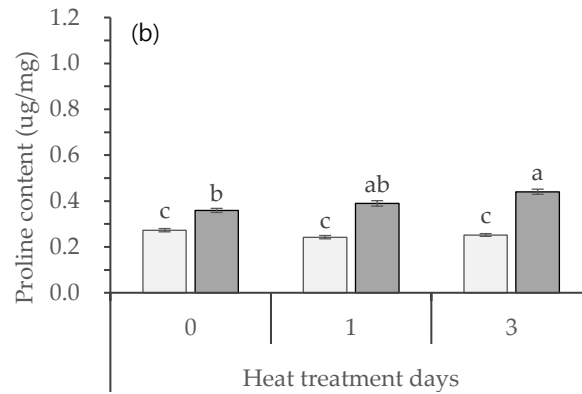 (b)
Proline content (ug/mg)
1.2
1.0
0.8
0.6
0.4
0.2
0.0
c b c ab c a
0 1 3
Heat treatment days